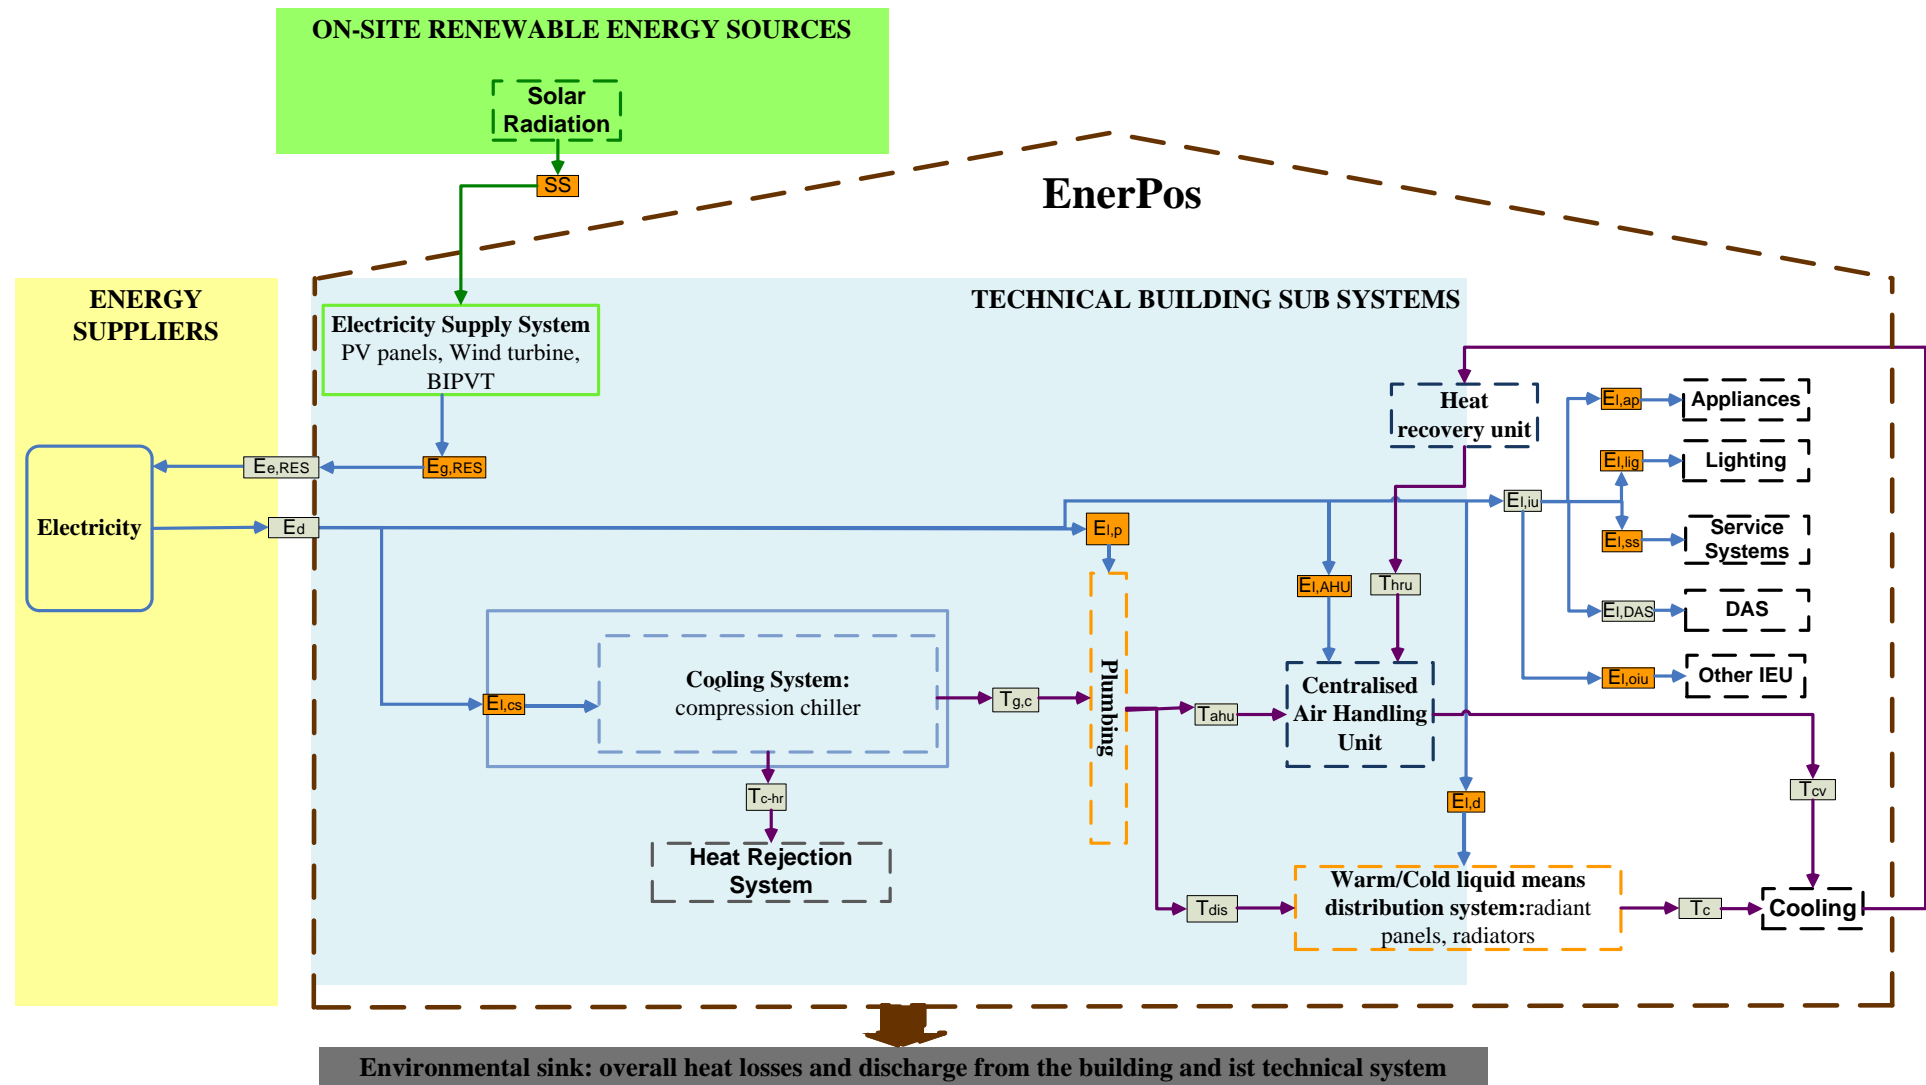 ON-SITE RENEWABLE ENERGY SOURCES
Solar
Radiation
SS
EnerPos
ENERGY
SUPPLIERS
TECHNICAL BUILDING SUB SYSTEMS
Electricity Supply System
PV panels, Wind turbine,
BIPVT
Heat
recovery unit
El,ap
Appliances
El,lig
Lighting
Ee,RES
Eg,RES
Electricity
Ed
El,p
El,iu
El,ss
Service
Systems
El,AHU
Thru
El,DAS
DAS
El,oiu
Other IEU
Plumbing
Cooling System:
compression chiller
El,cs
Tg,c
Tahu
Centralised
Air Handling
Unit
Tc-hr
El,d
Tcv
Heat Rejection
System
Tdis
Warm/Cold liquid means
distribution system:radiant
panels, radiators
Tc
Cooling
Environmental sink: overall heat losses and discharge from the building and ist technical system